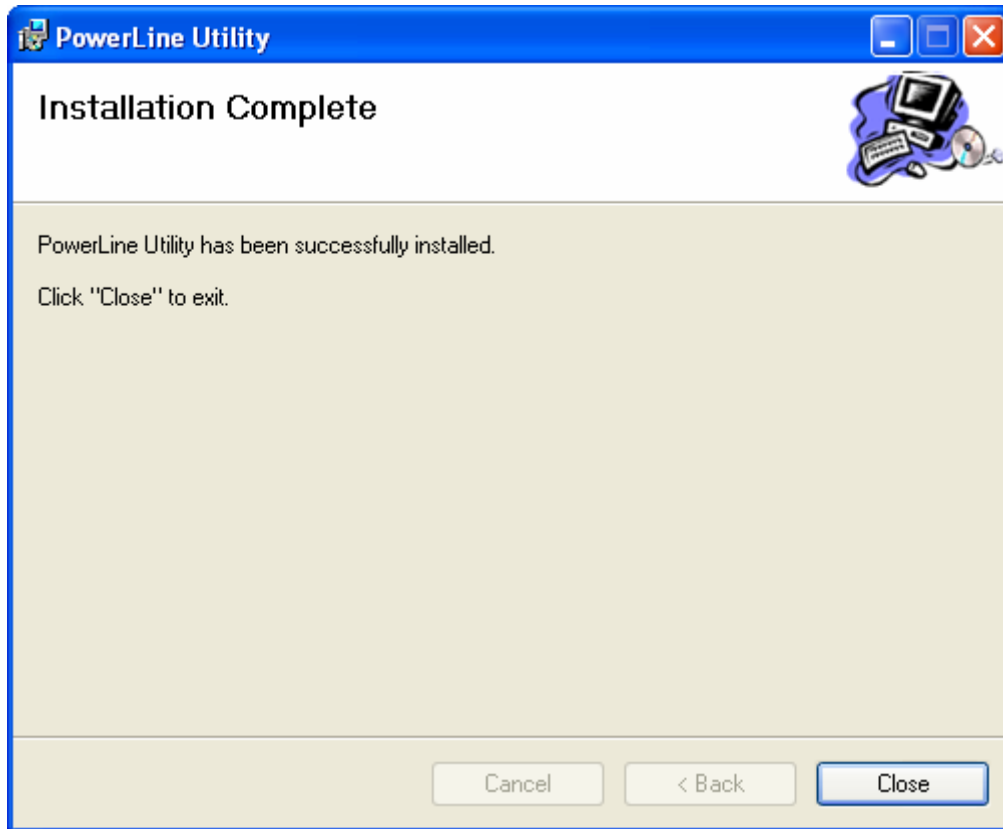 PowerLine Utility
Installation Complete
PowerLine Utility has been successfully installed.
Click "Close" to exit.
Cancel
< Back
Close